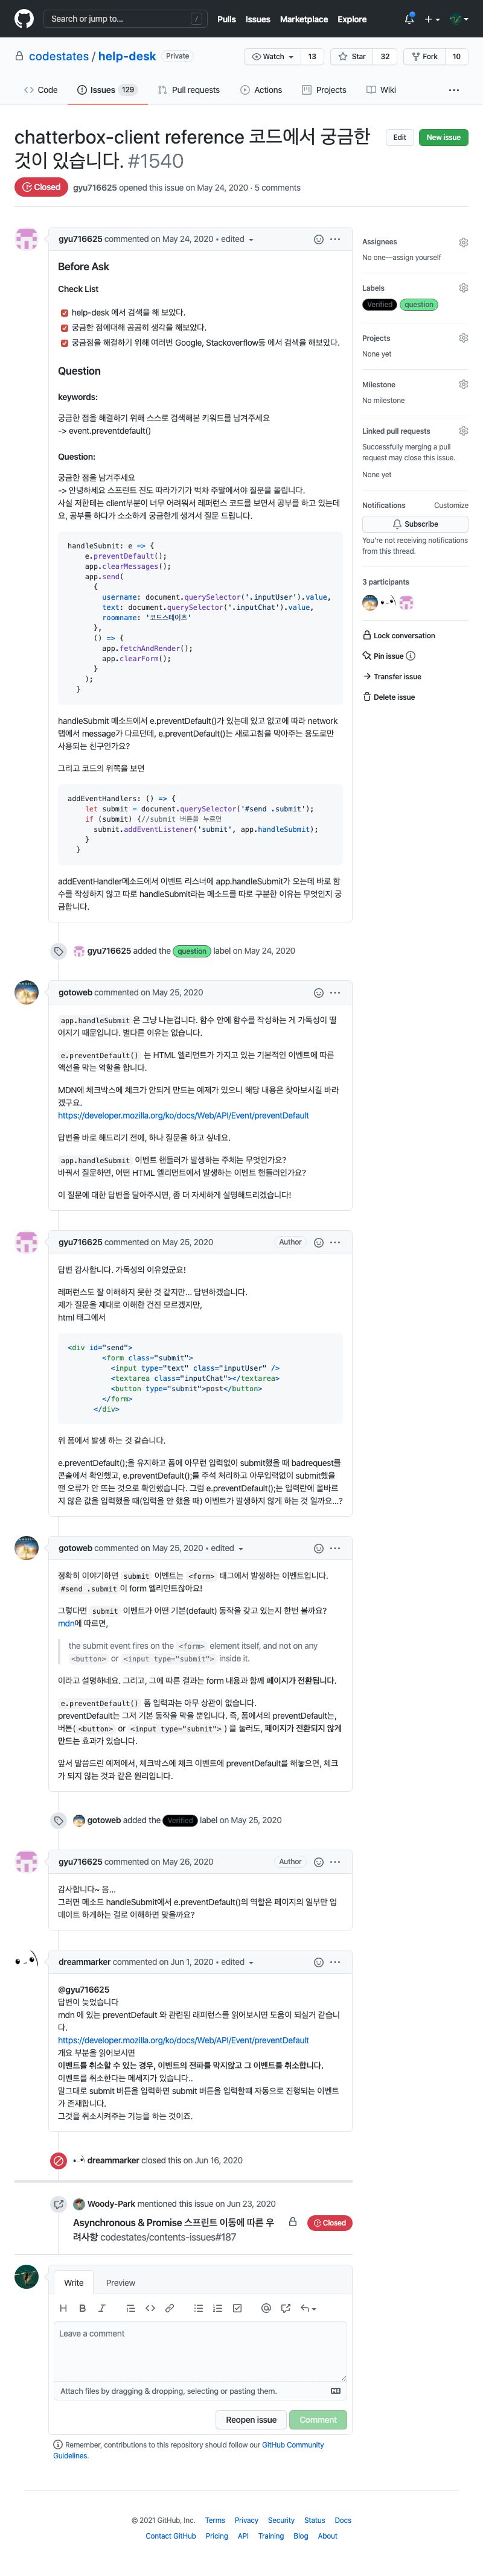 Search or jump to... /
Pulls Issues Marketplace Explore
codestates / help-desk Private
Watch 13 Star 32 Fork 10
Code Issues 129 Pull requests Actions Projects Wiki
chatterbox-client reference 코드에서 궁금한
것이 있습니다. #1540
Edit New issue
Closed gyu716625 opened this issue on May 24, 2020 · 5 comments
gyu716625 commented on May 24, 2020 • edited
Before Ask
Check List
help-desk 에서 검색을 해 보았다.
궁금한 점에대해 곰곰히 생각을 해보았다.
궁금점을 해결하기 위해 여러번 Google, Stackoverflow등 에서 검색을 해보았다.
Question
keywords:
궁금한 점을 해결하기 위해 스스로 검색해본 키워드를 남겨주세요
-> event.preventdefault()
Question:
궁금한 점을 남겨주세요
-> 안녕하세요 스프린트 진도 따라가기가 벅차 주말에서야 질문을 올립니다.
사실 저한테는 client부분이 너무 어려워서 레퍼런스 코드를 보면서 공부를 하고 있는데
요, 공부를 하다가 소소하게 궁금한게 생겨서 질문 드립니다.
handleSubmit: e => {
e.preventDefault();
app.clearMessages();
app.send(
{
username: document.querySelector('.inputUser').value,
text: document.querySelector('.inputChat').value,
roomname: '코드스테이츠'
},
() => {
app.fetchAndRender();
app.clearForm();
}
);
}
handleSubmit 메소드에서 e.preventDefault()가 있는데 있고 없고에 따라 network
탭에서 message가 다르던데, e.preventDefault()는 새로고침을 막아주는 용도로만
사용되는 친구인가요?
그리고 코드의 위쪽을 보면
addEventHandlers: () => {
let submit = document.querySelector('#send .submit');
if (submit) {//submit 버튼을 누르면
submit.addEventListener('submit', app.handleSubmit);
}
}
addEventHandler메소드에서 이벤트 리스너에 app.handleSubmit가 오는데 바로 함
수를 작성하지 않고 따로 handleSubmit라는 메소드를 따로 구분한 이유는 무엇인지 궁
금합니다.
Assignees
No one—assign yourself
Labels
Verified question
Projects
None yet
Milestone
No milestone
Linked pull requests
Successfully merging a pull
request may close this issue.
None yet
Notifications Customize
Subscribe
You're not receiving notifications
from this thread.
3 participants
Lock conversation
Pin issue
Transfer issue
Delete issue
gyu716625 added the question label on May 24, 2020
gotoweb commented on May 25, 2020
app.handleSubmit 은 그냥 나눈겁니다. 함수 안에 함수를 작성하는 게 가독성이 떨
어지기 때문입니다. 별다른 이유는 없습니다.
e.preventDefault() 는 HTML 엘리먼트가 가지고 있는 기본적인 이벤트에 따른
액션을 막는 역할을 합니다.
MDN에 체크박스에 체크가 안되게 만드는 예제가 있으니 해당 내용은 찾아보시길 바라
겠구요.
https://developer.mozilla.org/ko/docs/Web/API/Event/preventDefault
답변을 바로 해드리기 전에, 하나 질문을 하고 싶네요.
app.handleSubmit 이벤트 핸들러가 발생하는 주체는 무엇인가요?
바꿔서 질문하면, 어떤 HTML 엘리먼트에서 발생하는 이벤트 핸들러인가요?
이 질문에 대한 답변을 달아주시면, 좀 더 자세하게 설명해드리겠습니다!
gyu716625 commented on May 25, 2020 Author
답변 감사합니다. 가독성의 이유였군요!
레퍼런스도 잘 이해하지 못한 것 같지만... 답변하겠습니다.
제가 질문을 제대로 이해한 건진 모르겠지만,
html 태그에서
<div id="send">
<form class="submit">
<input type="text" class="inputUser" />
<textarea class="inputChat"></textarea>
<button type="submit">post</button>
</form>
</div>
위 폼에서 발생 하는 것 같습니다.
e.preventDefault();을 유지하고 폼에 아무런 입력없이 submit했을 때 badrequest를
콘솔에서 확인했고, e.preventDefault();를 주석 처리하고 아무입력없이 submit했을
땐 오류가 안 뜨는 것으로 확인했습니다. 그럼 e.preventDefault();는 입력란에 올바르
지 않은 값을 입력했을 때(입력을 안 했을 때) 이벤트가 발생하지 않게 하는 것 일까요...?
gotoweb commented on May 25, 2020 • edited
정확히 이야기하면 submit 이벤트는 <form> 태그에서 발생하는 이벤트입니다.
#send .submit 이 form 엘리먼트잖아요!
그렇다면 submit 이벤트가 어떤 기본(default) 동작을 갖고 있는지 한번 볼까요?
mdn에 따르면,
the submit event fires on the <form> element itself, and not on any
<button> or <input type="submit"> inside it.
이라고 설명하네요. 그리고, 그에 따른 결과는 form 내용과 함께 페이지가 전환됩니다.
e.preventDefault() 폼 입력과는 아무 상관이 없습니다.
preventDefault는 그저 기본 동작을 막을 뿐입니다. 즉, 폼에서의 preventDefault는,
버튼( <button> or <input type="submit"> ) 을 눌러도, 페이지가 전환되지 않게
만드는 효과가 있습니다.
앞서 말씀드린 예제에서, 체크박스에 체크 이벤트에 preventDefault를 해놓으면, 체크
가 되지 않는 것과 같은 원리입니다.
gotoweb added the Verified label on May 25, 2020
gyu716625 commented on May 26, 2020 Author
감사합니다~ 음...
그러면 메소드 handleSubmit에서 e.preventDefault()의 역할은 페이지의 일부만 업
데이트 하게하는 걸로 이해하면 맞을까요?
dreammarker commented on Jun 1, 2020 • edited
@gyu716625
답변이 늦었습니다
mdn 에 있는 preventDefault 와 관련된 래퍼런스를 읽어보시면 도움이 되실거 같습니
다.
https://developer.mozilla.org/ko/docs/Web/API/Event/preventDefault
개요 부분을 읽어보시면
이벤트를 취소할 수 있는 경우, 이벤트의 전파를 막지않고 그 이벤트를 취소합니다.
이벤트를 취소한다는 메세지가 있습니다..
말그대로 submit 버튼을 입력하면 submit 버튼을 입력할때 자동으로 진행되는 이벤트
가 존재합니다.
그것을 취소시켜주는 기능을 하는 것이죠.
dreammarker closed this on Jun 16, 2020
Woody-Park mentioned this issue on Jun 23, 2020
Asynchronous & Promise 스프린트 이동에 따른 우
려사항 codestates/contents-issues#187
Closed
Write Preview
Leave a comment
Attach files by dragging & dropping, selecting or pasting them.
Reopen issue Comment
Remember, contributions to this repository should follow our GitHub Community
Guidelines.
© 2021 GitHub, Inc. Terms Privacy Security Status Docs
Contact GitHub Pricing API Training Blog About